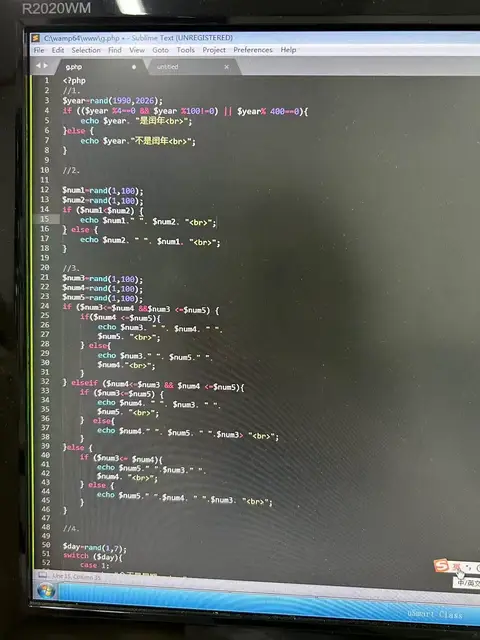 R2020WM
C:\wamp64\www\g.php • - Sublime Text (UNREGISTERED)
File Edit Selection Find View Goto Tools Project Preferences Help
g.php
untitled
1 <?php
2 //1.
3 $year=rand(1990,2026);
4 if (($year %4==0 && $year %100!=0) || $year% 400==0){
5 echo $year. "是闰年<br>";
6 }else {
7 echo $year."不是闰年<br>";
8 }
9
10 //2.
11
12 $num1=rand(1,100);
13 $num2=rand(1,100);
14 if ($num1<$num2) {
15 echo $num1." ". $num2. "<br>";
16 } else {
17 echo $num2. " ". $num1. "<br>";
18 }
19
20 //3.
21 $num3=rand(1,100);
22 $num4=rand(1,100);
23 $num5=rand(1,100);
24 if ($num3<=$num4 &&$num3 <=$num5) {
25 if($num4 <=$num5){
26 echo $num3. " ". $num4. " ".
27 $num5. "<br>";
28 } else{
29 echo $num3." ". $num5." ".
30 $num4."<br>";
31 }
32 } elseif ($num4<=$num3 && $num4 <=$num5){
33 if ($num3<=$num5) {
34 echo $num4. " ". $num3. " ".
35 $num5. "<br>";
36 } else{
37 echo $num4." ". $num5. " ".$num3> "<br>";
38 }
39 }else {
40 if ($num3<= $num4){
41 echo $num5." ".$num3." ".
42 $num4. "<br>";
43 } else {
44 echo $num5." ".$num4. " ".$num3. "<br>";
45 }
46 }
47
48 //4.
49
50 $day=rand(1,7);
51 switch ($day){
52 case 1:
Line 15, Column 35
中/英文
uSmart Class